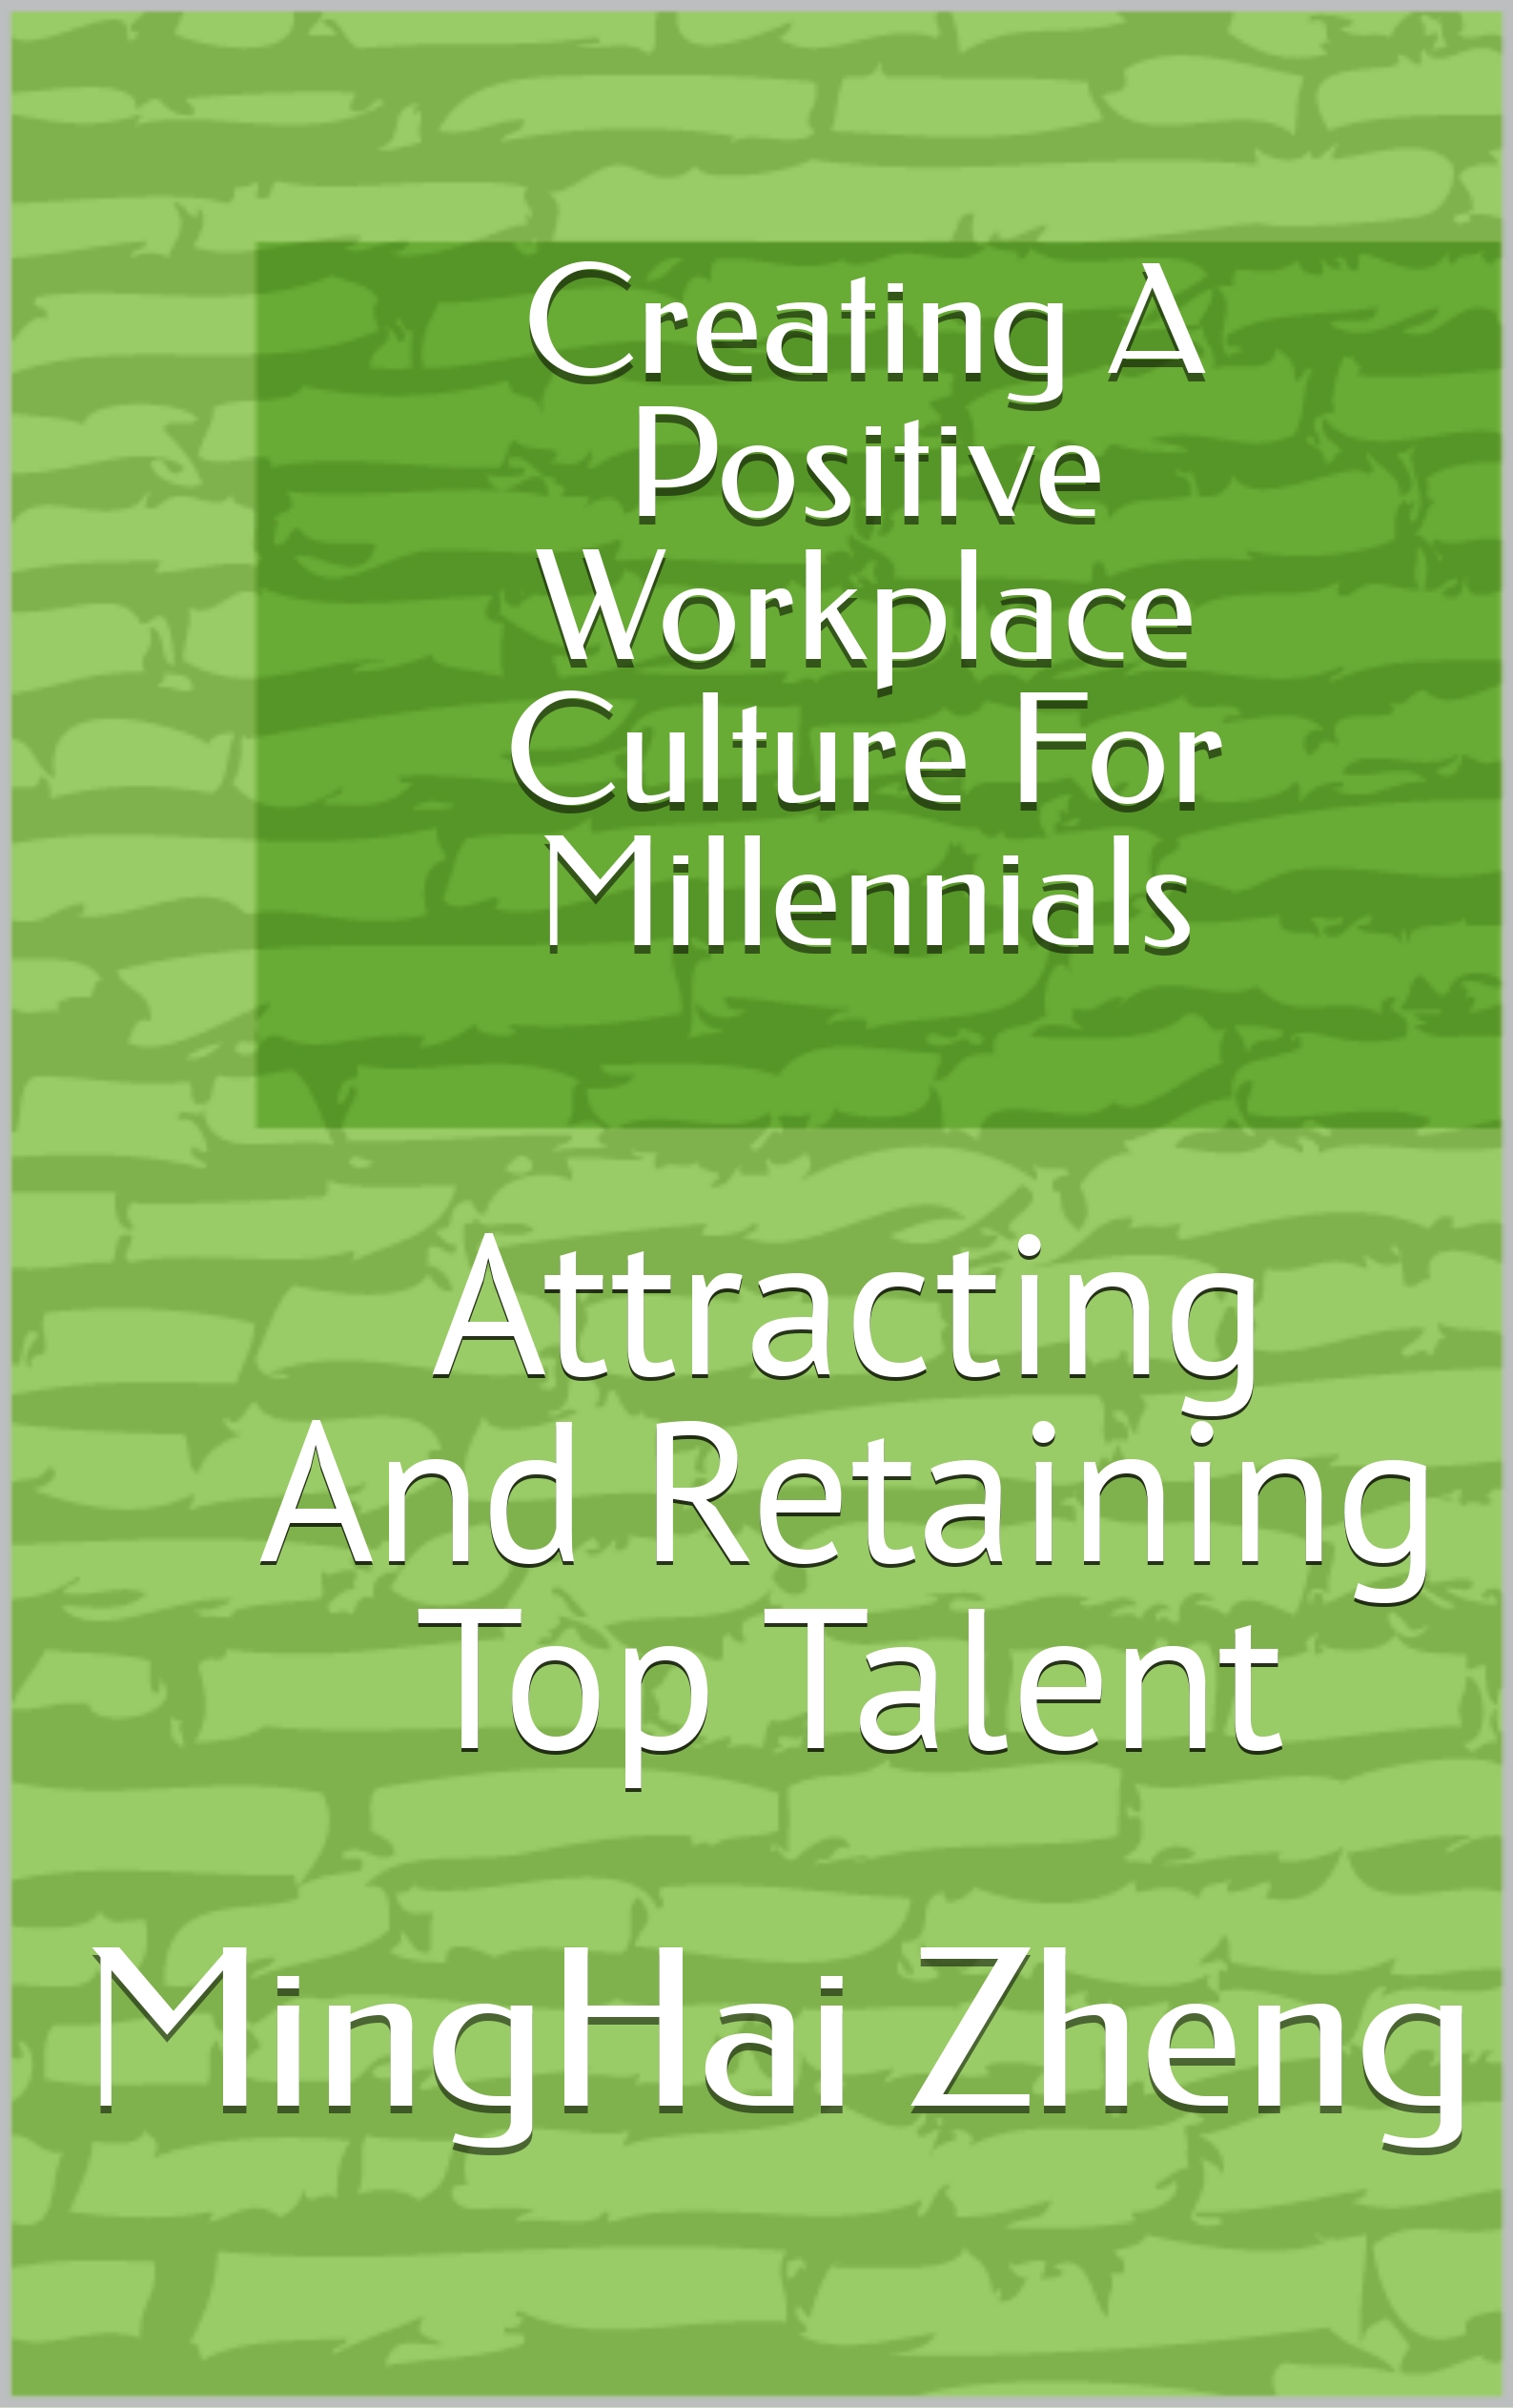 Creating A
Positive
Workplace
Culture For
Millennials
Attracting
And Retaining
Top Talent
MingHai Zheng